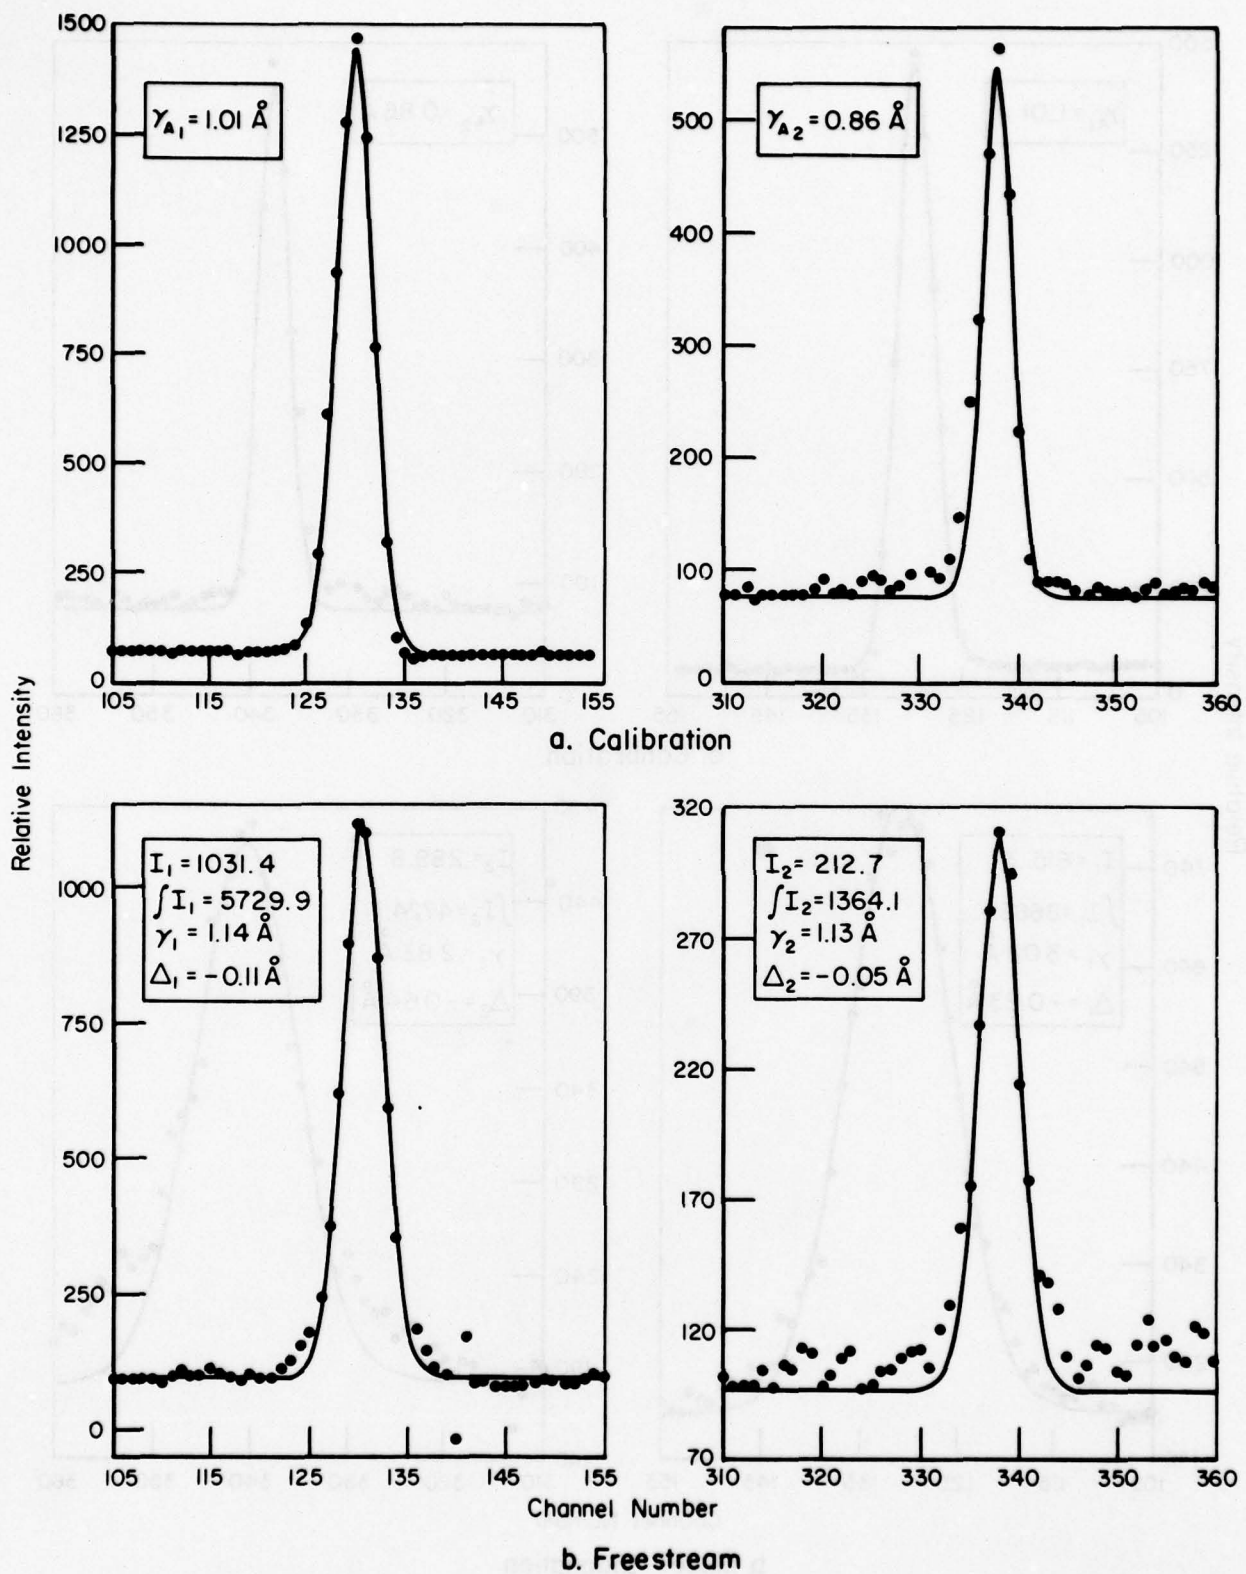 Relative Intensity
1500
1250
1000
750
500
250
0
γA1 = 1.01 Å
105 115 125 135 145 155
500
400
300
200
100
0
γA2 = 0.86 Å
310 320 330 340 350 360
a. Calibration
1000
750
500
250
0
I1 = 1031.4
∫I1 = 5729.9
γ1 = 1.14 Å
Δ1 = -0.11 Å
105 115 125 135 145 155
320
270
220
170
120
70
I2 = 212.7
∫I2 = 1364.1
γ2 = 1.13 Å
Δ2 = -0.05 Å
310 320 330 340 350 360
Channel Number
b. Freestream